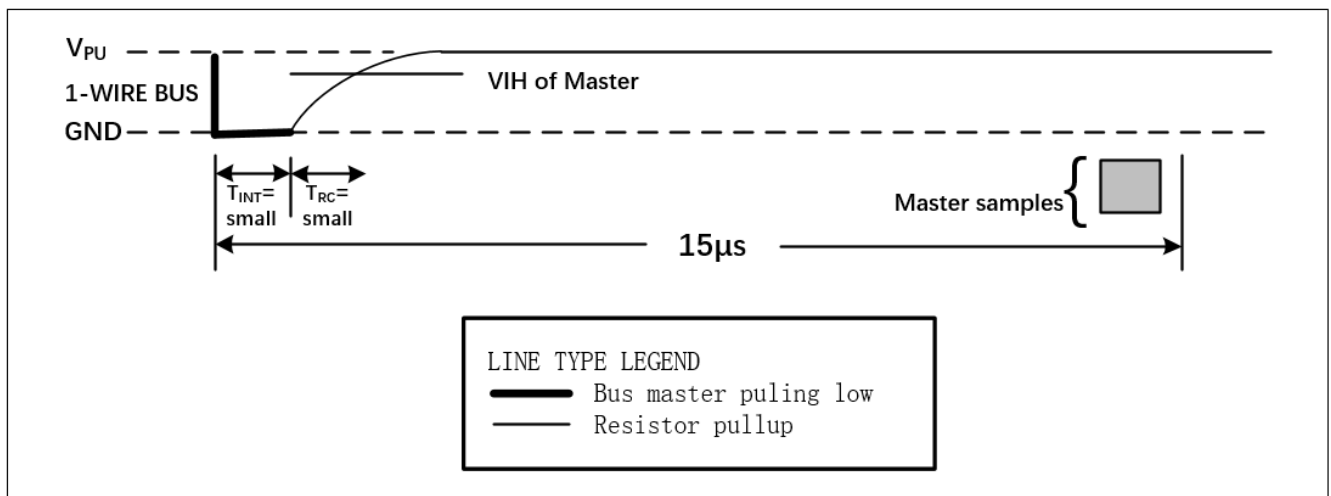 VPU
1-WIRE BUS
VIH of Master
GND
TINT=
small
TRC=
small
Master samples
15μs
LINE TYPE LEGEND
Bus master puling low
Resistor pullup